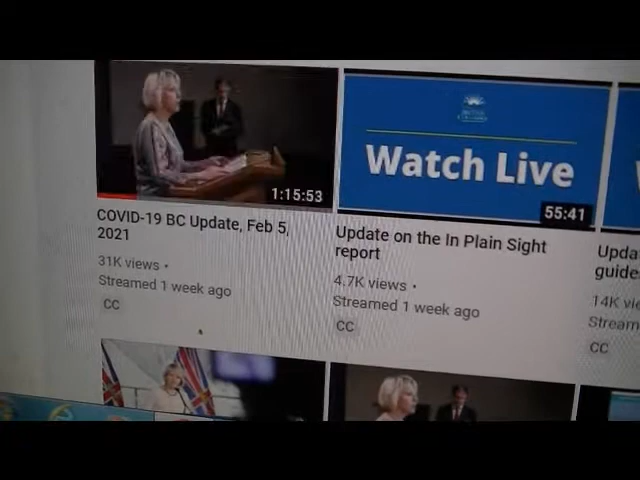 Watch Live
1:15:53
55:41
COVID-19 BC Update, Feb 5,
2021
31K views •
Streamed 1 week ago
CC
Update on the In Plain Sight
report
4.7K views •
Streamed 1 week ago
CC
14K
CC